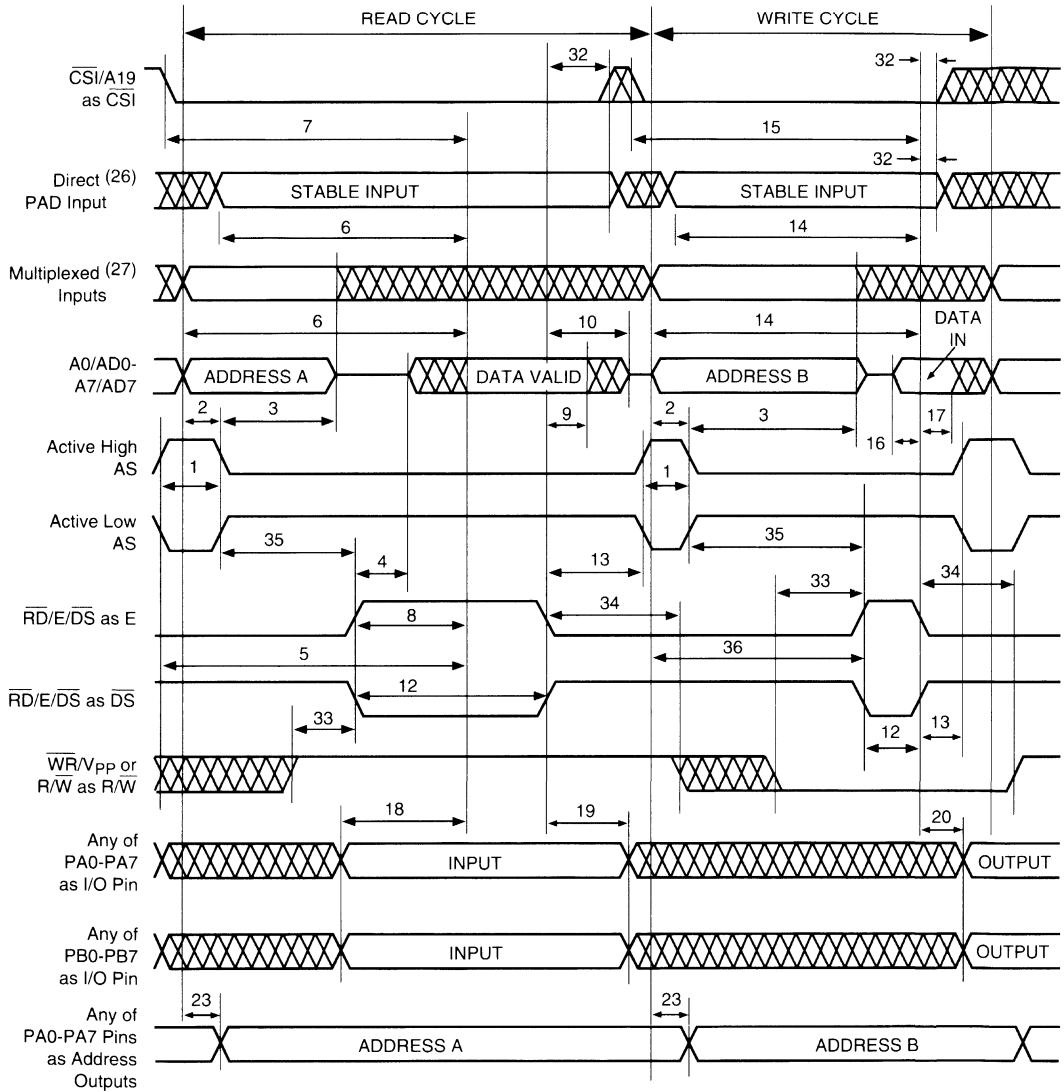 READ CYCLE
WRITE CYCLE
32
32
CSI/A19
as CSI
7
15
32
Direct (26)
PAD Input
STABLE INPUT
STABLE INPUT
6
14
Multiplexed (27)
Inputs
6
10
14
DATA
IN
A0/AD0-
A7/AD7
ADDRESS A
DATA VALID
ADDRESS B
2
3
9
2
3
16
17
Active High
AS
1
1
Active Low
AS
35
35
4
13
34
33
34
RD/E/DS as E
8
5
36
12
RD/E/DS as DS
33
12
13
WR/VPP or
R/W as R/W
18
19
20
Any of
PA0-PA7
as I/O Pin
INPUT
OUTPUT
Any of
PB0-PB7
as I/O Pin
INPUT
OUTPUT
23
23
Any of
PA0-PA7 Pins
as Address
Outputs
ADDRESS A
ADDRESS B